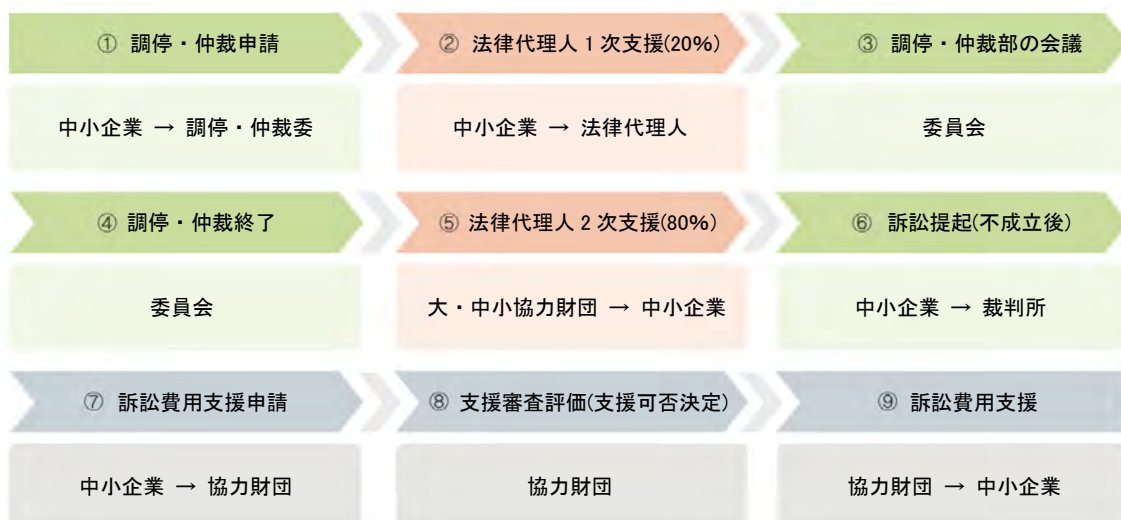 ① 調停・仲裁申請
② 法律代理人 1 次支援(20%)
③ 調停・仲裁部の会議
中小企業 → 調停・仲裁委
中小企業 → 法律代理人
委員会
④ 調停・仲裁終了
⑤ 法律代理人 2 次支援(80%)
⑥ 訴訟提起(不成立後)
委員会
大・中小協力財団 → 中小企業
中小企業 → 裁判所
⑦ 訴訟費用支援申請
⑧ 支援審査評価(支援可否決定)
⑨ 訴訟費用支援
中小企業 → 協力財団
協力財団
協力財団 → 中小企業